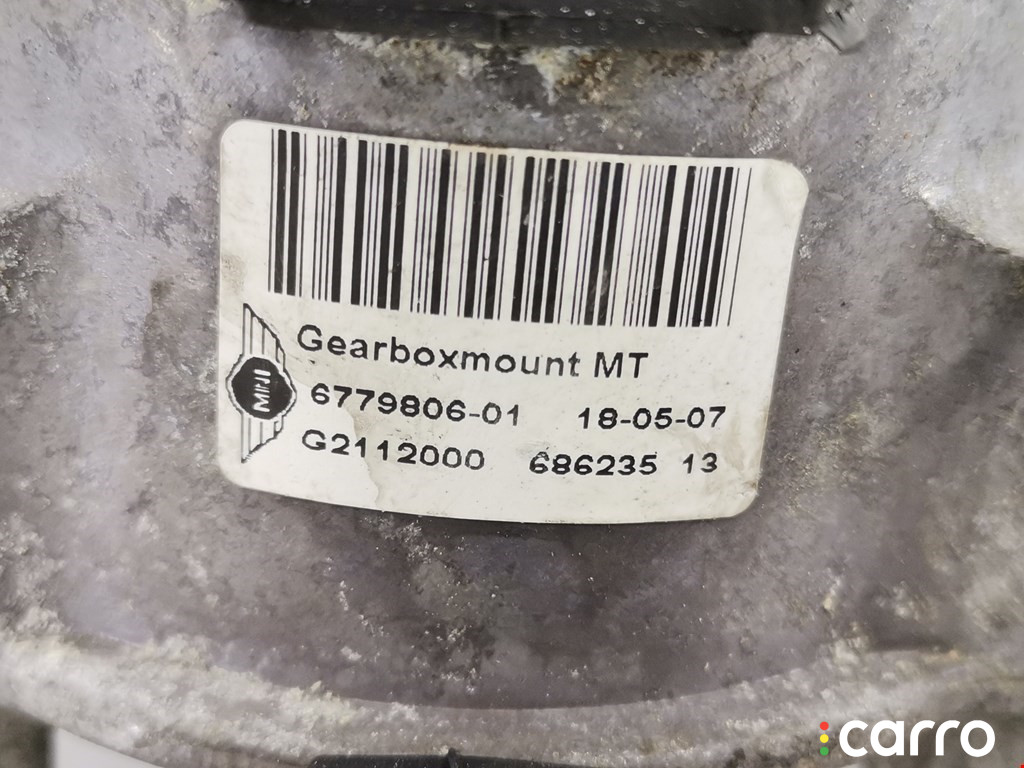 Gearboxmount MT
MINI
6779806-01 18-05-07
G2112000 686235 13
carro